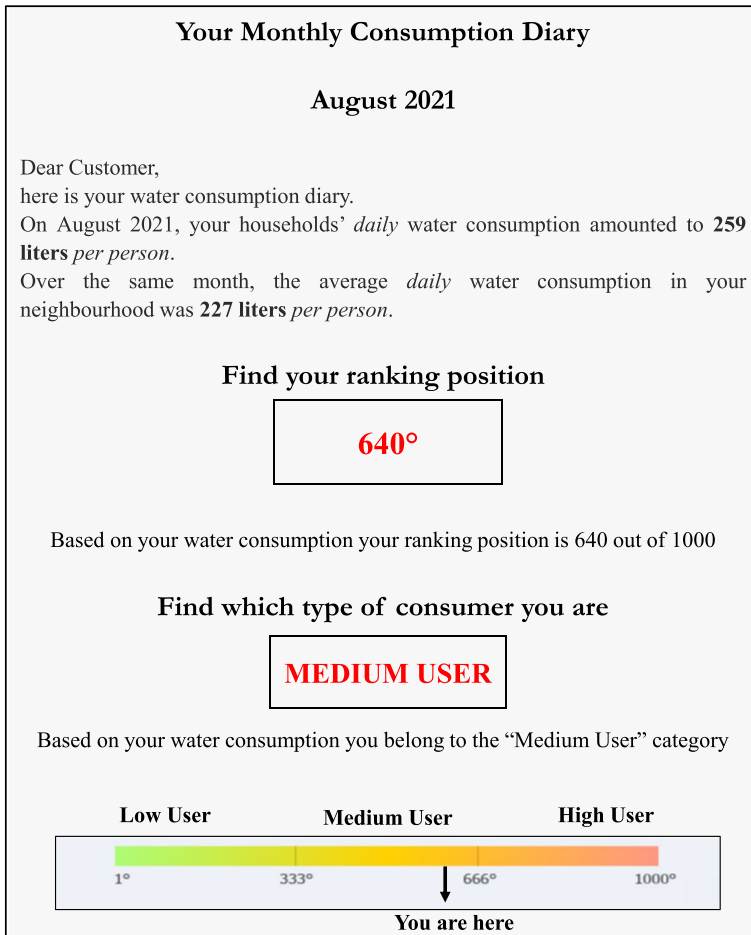 Your Monthly Consumption Diary
August 2021
Dear Customer,
here is your water consumption diary.
On August 2021, your households’ daily water consumption amounted to 259
liters per person.
Over the same month, the average daily water consumption in your
neighbourhood was 227 liters per person.
Find your ranking position
640°
Based on your water consumption your ranking position is 640 out of 1000
Find which type of consumer you are
MEDIUM USER
Based on your water consumption you belong to the “Medium User” category
Low User Medium User High User
1° 333° 666° 1000°
You are here